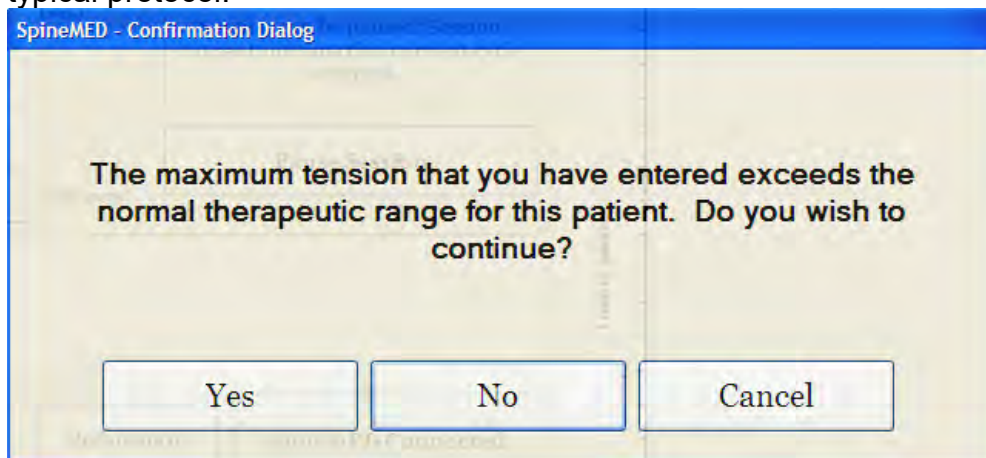 typical protocol.
SpineMED - Confirmation Dialog
The maximum tension that you have entered exceeds the
normal therapeutic range for this patient.  Do you wish to
continue?
Yes
No
Cancel